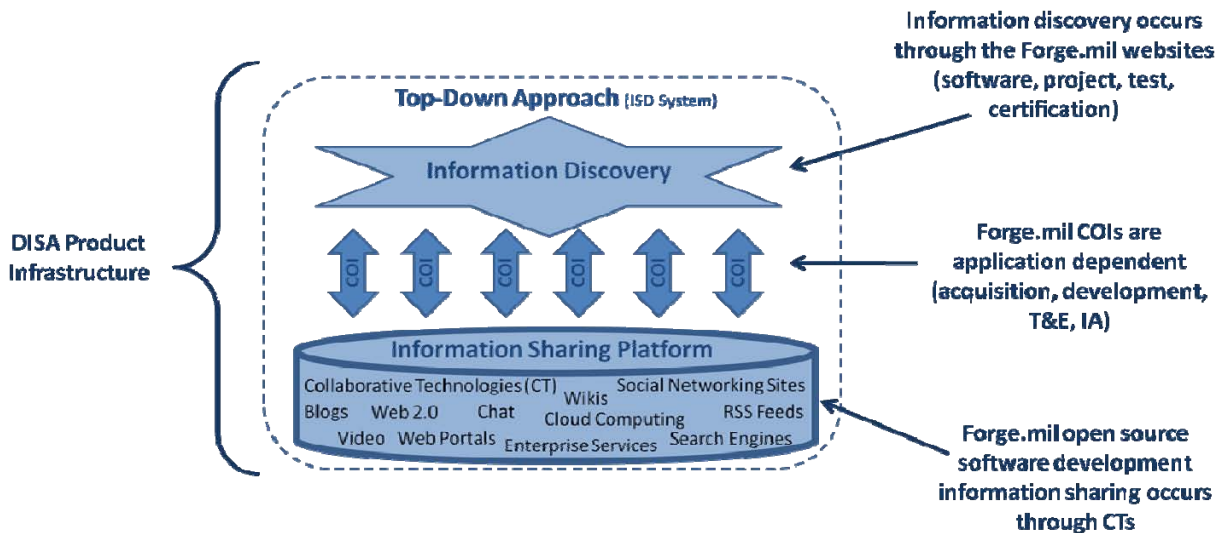 Information discovery occurs
through the Forge.mil websites
(software, project, test,
certification)
Top-Down Approach (ISD System)
Information Discovery
DISA Product
Infrastructure
COI COI COI COI COI COI
Forge.mil COIs are
application dependent
(acquisition, development,
T&E, IA)
Information Sharing Platform
Collaborative Technologies (CT) Wikis Social Networking Sites
Blogs Web 2.0 Chat Cloud Computing RSS Feeds
Video Web Portals Enterprise Services Search Engines
Forge.mil open source
software development
information sharing occurs
through CTs